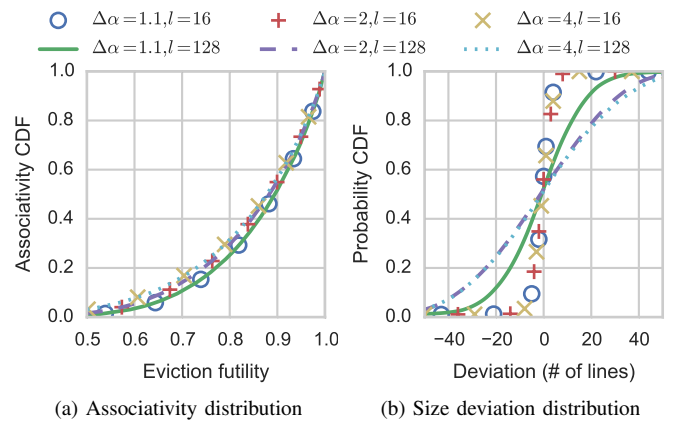 Δα=1.1,l=16 Δα=2,l=16 Δα=4,l=16
Δα=1.1,l=128 Δα=2,l=128 Δα=4,l=128
Associativity CDF
1.0
0.8
0.6
0.4
0.2
0.0
0.5 0.6 0.7 0.8 0.9 1.0
Eviction futility
(a) Associativity distribution
Probability CDF
1.0
0.8
0.6
0.4
0.2
0.0
−40 −20 0 20 40
Deviation (# of lines)
(b) Size deviation distribution